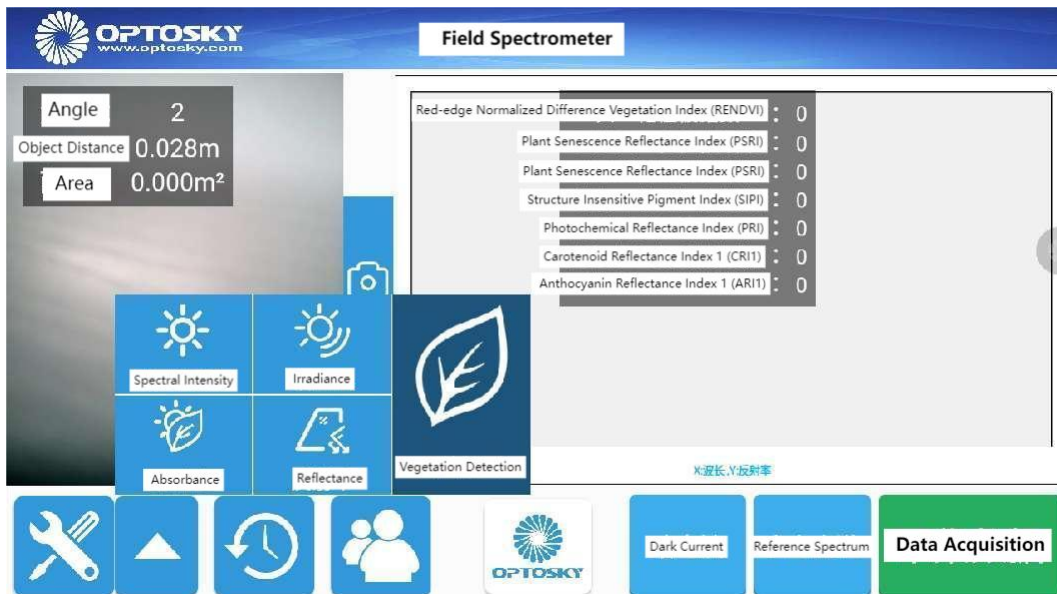 OPTOSKY
www.optosky.com
Field Spectrometer
Angle 2
Object Distance 0.028m
Area 0.000m²
Red-edge Normalized Difference Vegetation Index (RENDVI) : 0
Plant Senescence Reflectance Index (PSRI) : 0
Plant Senescence Reflectance Index (PSRI) : 0
Structure Insensitive Pigment Index (SIPI) : 0
Photochemical Reflectance Index (PRI) : 0
Carotenoid Reflectance Index 1 (CRI1) : 0
Anthocyanin Reflectance Index 1 (ARI1) : 0
Spectral Intensity
Irradiance
Absorbance
Reflectance
Vegetation Detection
X:波长,Y:反射率
OPTOSKY
Dark Current
Reference Spectrum
Data Acquisition